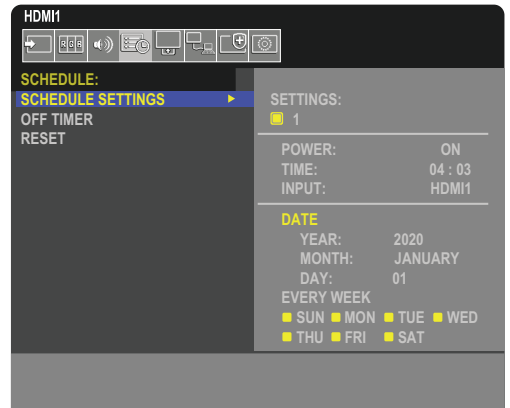 HDMI1
R G B
SCHEDULE:
SCHEDULE SETTINGS
OFF TIMER
RESET
SETTINGS:
1
POWER: ON
TIME: 04 : 03
INPUT: HDMI1
DATE
YEAR: 2020
MONTH: JANUARY
DAY: 01
EVERY WEEK
SUN MON TUE WED
THU FRI SAT